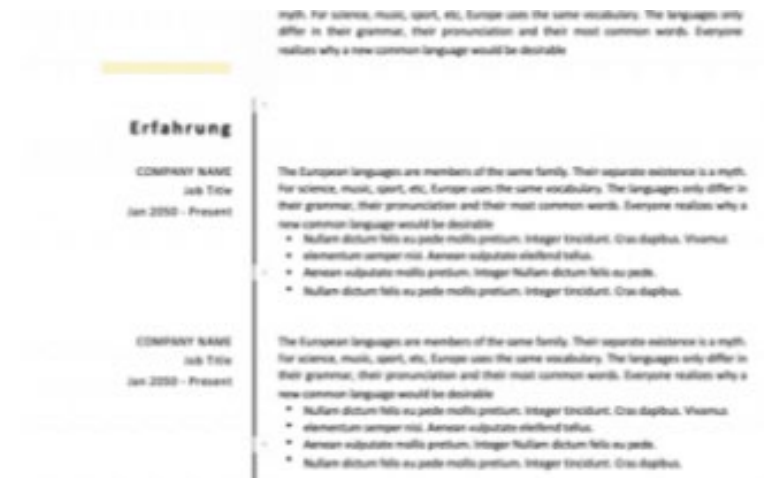 myth. For science, music, sport, etc, Europe uses the same vocabulary. The languages only
differ in their grammar, their pronunciation and their most common words. Everyone
realizes why a new common language would be desirable
Erfahrung
COMPANY NAME
Job Title
Jan 2050 - Present
The European languages are members of the same family. Their separate existence is a myth.
For science, music, sport, etc, Europe uses the same vocabulary. The languages only differ in
their grammar, their pronunciation and their most common words. Everyone realizes why a
new common language would be desirable
• Nullam dictum felis eu pede mollis pretium. Integer tincidunt. Cras dapibus. Vivamus
• elementum semper nisi. Aenean vulputate eleifend tellus.
• Aenean vulputate mollis pretium. Integer Nullam dictum felis eu pede.
• Nullam dictum felis eu pede mollis pretium. Integer tincidunt. Cras dapibus.
COMPANY NAME
Job Title
Jan 2050 - Present
The European languages are members of the same family. Their separate existence is a myth.
For science, music, sport, etc, Europe uses the same vocabulary. The languages only differ in
their grammar, their pronunciation and their most common words. Everyone realizes why a
new common language would be desirable
• Nullam dictum felis eu pede mollis pretium. Integer tincidunt. Cras dapibus. Vivamus
• elementum semper nisi. Aenean vulputate eleifend tellus.
• Aenean vulputate mollis pretium. Integer Nullam dictum felis eu pede.
• Nullam dictum felis eu pede mollis pretium. Integer tincidunt. Cras dapibus.